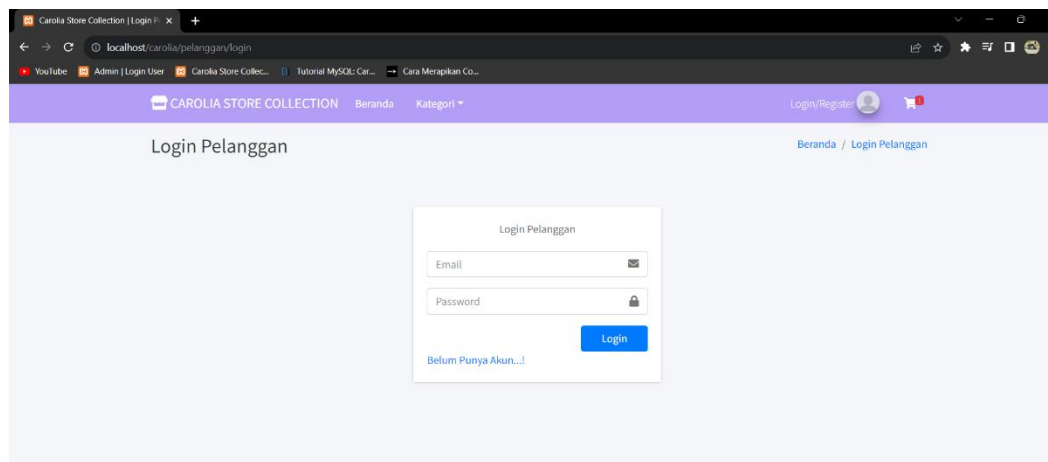 Carolia Store Collection | Login P
localhost/carolia/pelanggan/login
YouTube Admin | Login User Carolia Store Collec... Tutorial MySQL: Car... Cara Merapikan Co...
CAROLIA STORE COLLECTION Beranda Kategori Login/Register
Login Pelanggan Beranda / Login Pelanggan
Login Pelanggan
Email
Password
Login
Belum Punya Akun...!